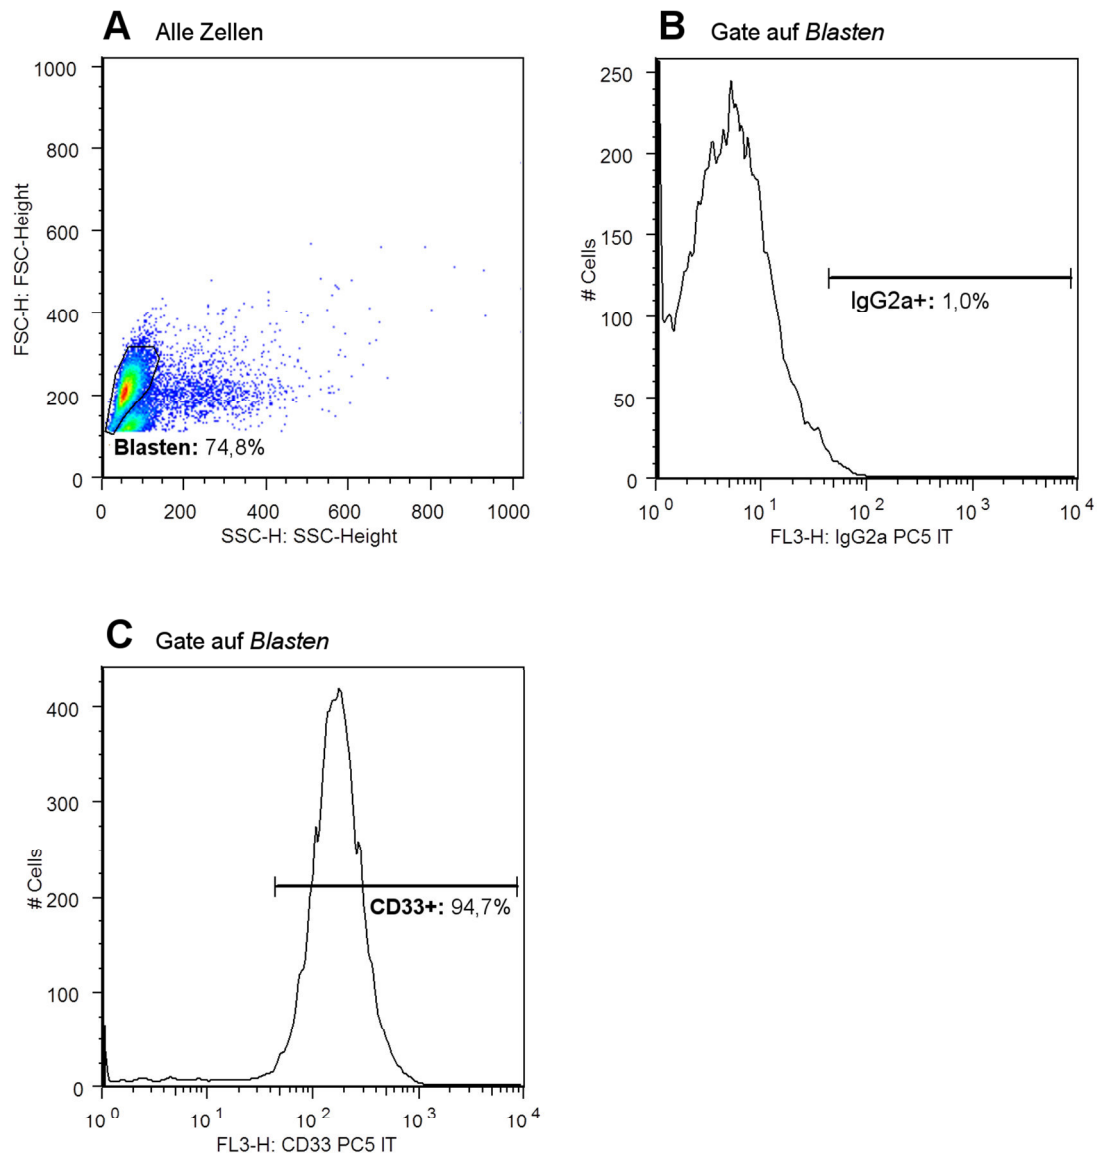 A Alle Zellen
1000
800
600
400
200
0
FSC-H: FSC-Height
Blasten: 74,8%
0 200 400 600 800 1000
SSC-H: SSC-Height
B Gate auf Blasten
250
200
150
100
50
0
# Cells
IgG2a+: 1,0%
10^0 10^1 10^2 10^3 10^4
FL3-H: IgG2a PC5 IT
C Gate auf Blasten
400
300
200
100
0
# Cells
CD33+: 94,7%
10^0 10^1 10^2 10^3 10^4
FL3-H: CD33 PC5 IT